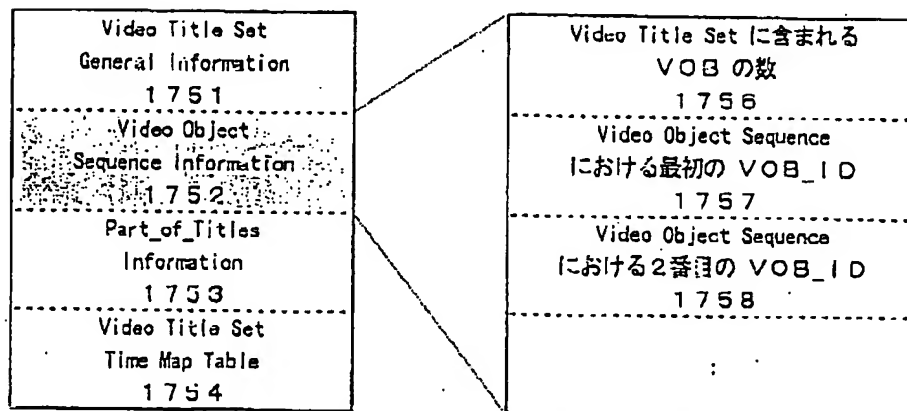 Video Title Set
General Information
1751
Video Object
Sequence Information
1752
Part_of_Titles
Information
1753
Video Title Set
Time Map Table
1754
Video Title Set に含まれる
VOB の数
1756
Video Object Sequence
における最初の VOB_ID
1757
Video Object Sequence
における2番目の VOB_ID
1758
: